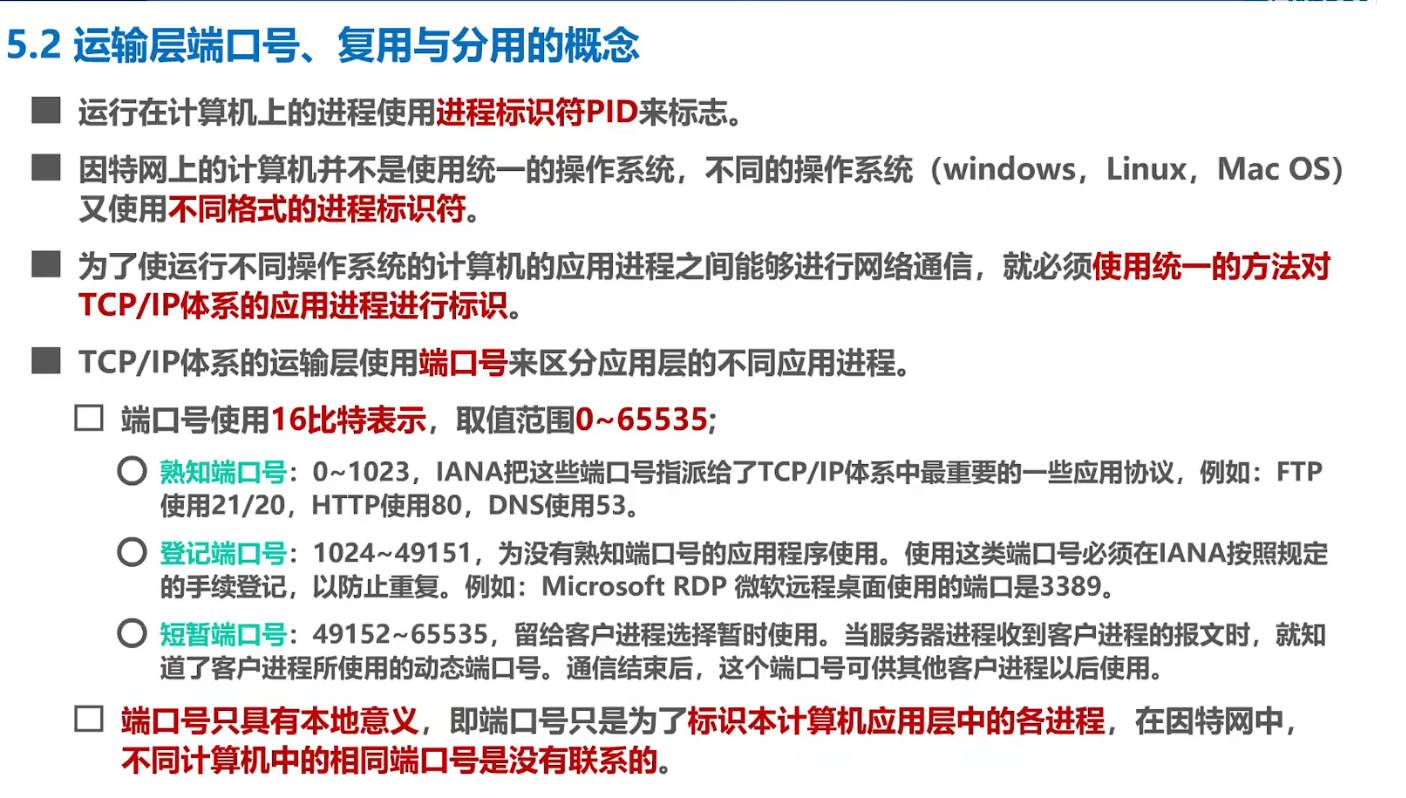 5.2 运输层端口号、复用与分用的概念
运行在计算机上的进程使用进程标识符PID来标志。
因特网上的计算机并不是使用统一的操作系统，不同的操作系统（windows，Linux，Mac OS）
又使用不同格式的进程标识符。
为了使运行不同操作系统的计算机的应用进程之间能够进行网络通信，就必须使用统一的方法对
TCP/IP体系的应用进程进行标识。
TCP/IP体系的运输层使用端口号来区分应用层的不同应用进程。
端口号使用16比特表示，取值范围0~65535;
熟知端口号：0~1023，IANA把这些端口号指派给了TCP/IP体系中最重要的一些应用协议，例如：FTP
使用21/20，HTTP使用80，DNS使用53。
登记端口号：1024~49151，为没有熟知端口号的应用程序使用。使用这类端口号必须在IANA按照规定
的手续登记，以防止重复。例如：Microsoft RDP 微软远程桌面使用的端口是3389。
短暂端口号：49152~65535，留给客户进程选择暂时使用。当服务器进程收到客户进程的报文时，就知
道了客户进程所使用的动态端口号。通信结束后，这个端口号可供其他客户进程以后使用。
端口号只具有本地意义，即端口号只是为了标识本计算机应用层中的各进程，在因特网中，
不同计算机中的相同端口号是没有联系的。